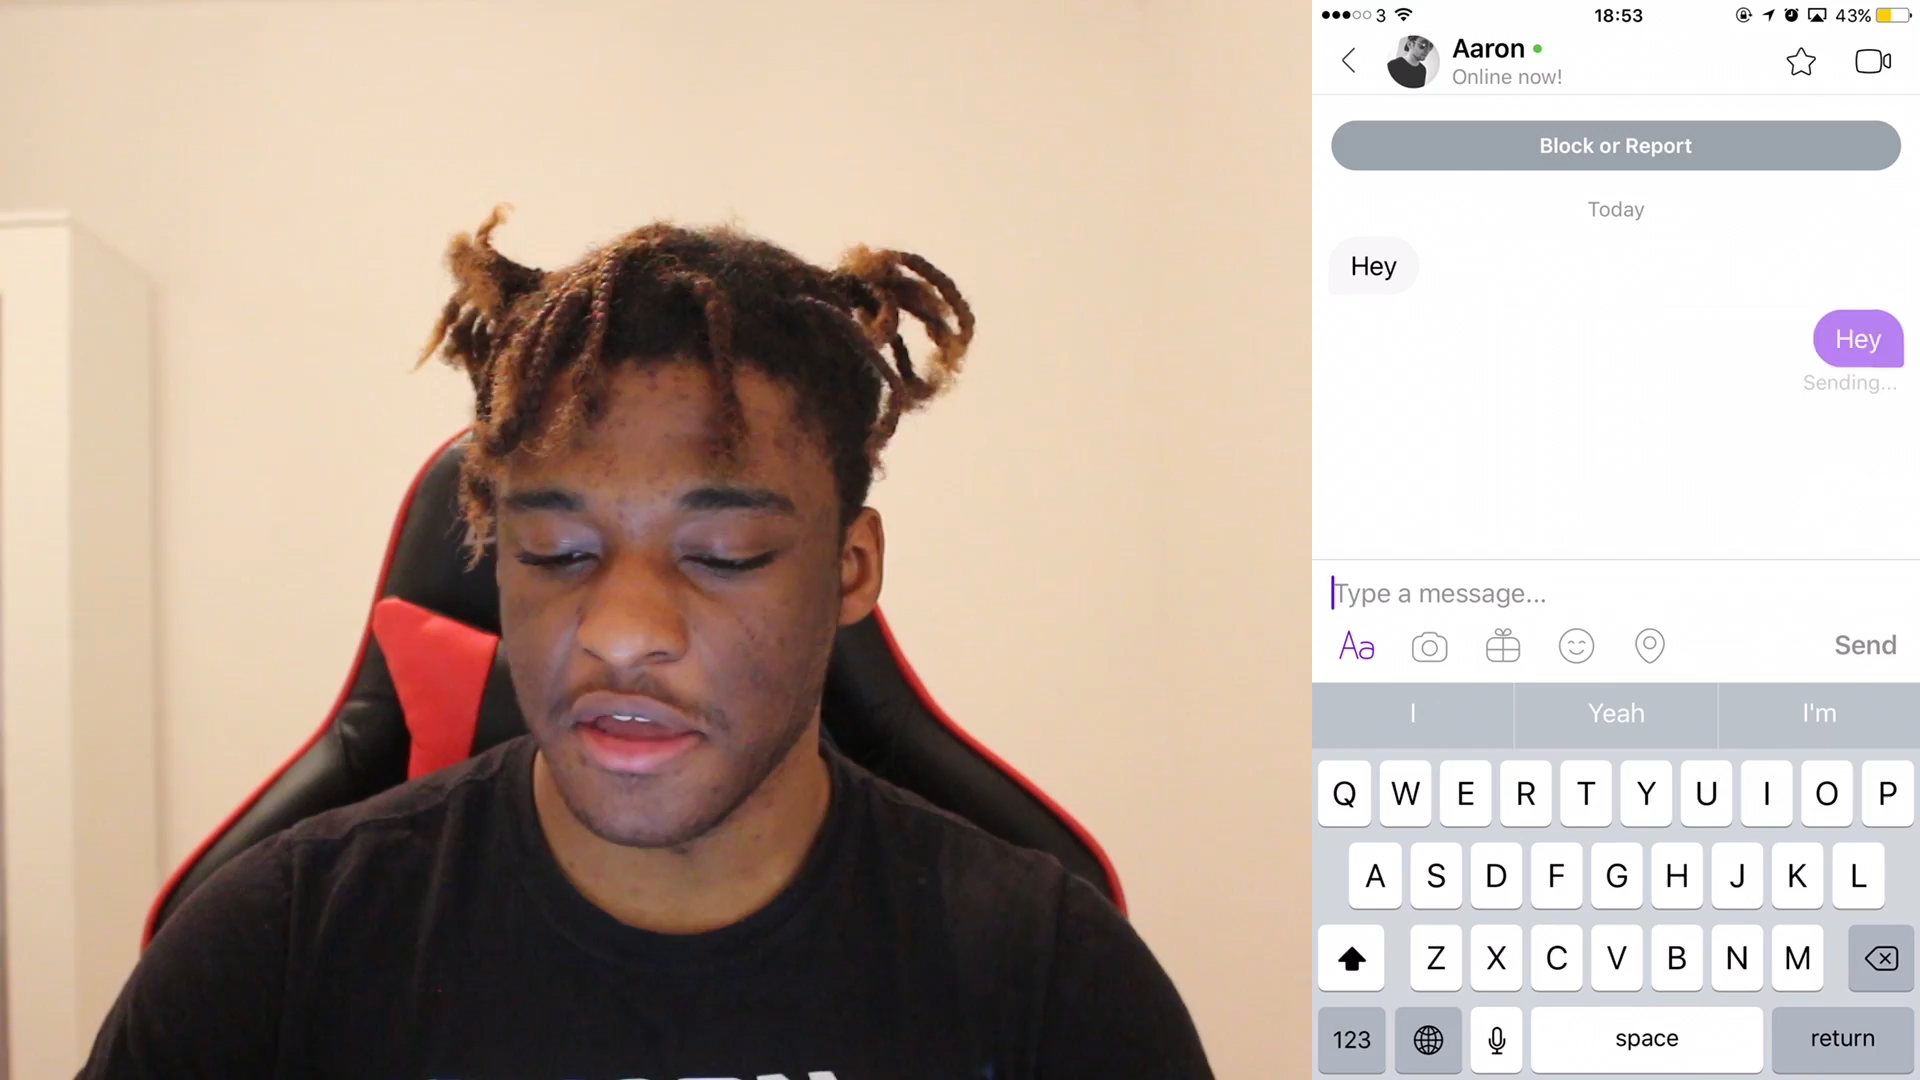 3
18:53
43%
Aaron
Online now!
Block or Report
Today
Hey
Hey
Sending...
Type a message...
Aa
Send
I
Yeah
I'm
Q W E R T Y U I O P
A S D F G H J K L
Z X C V B N M
123
space
return